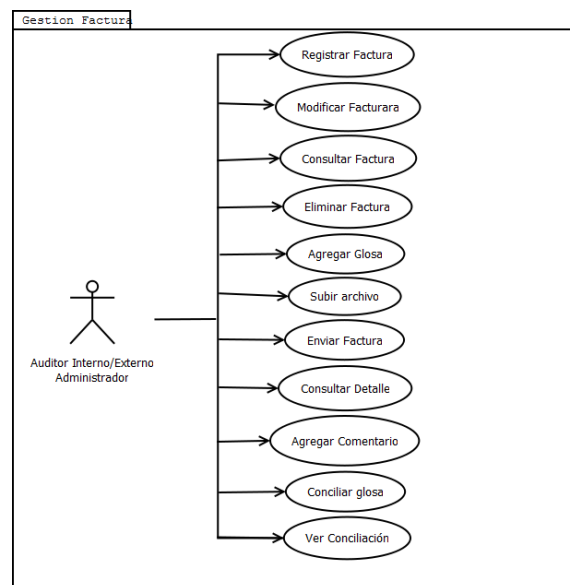 Gestion Factura
Registrar Factura
Modificar Facturara
Consultar Factura
Eliminar Factura
Agregar Glosa
Subir archivo
Enviar Factura
Auditor Interno/Externo
Administrador
Consultar Detalle
Agregar Comentario
Conciliar glosa
Ver Conciliación